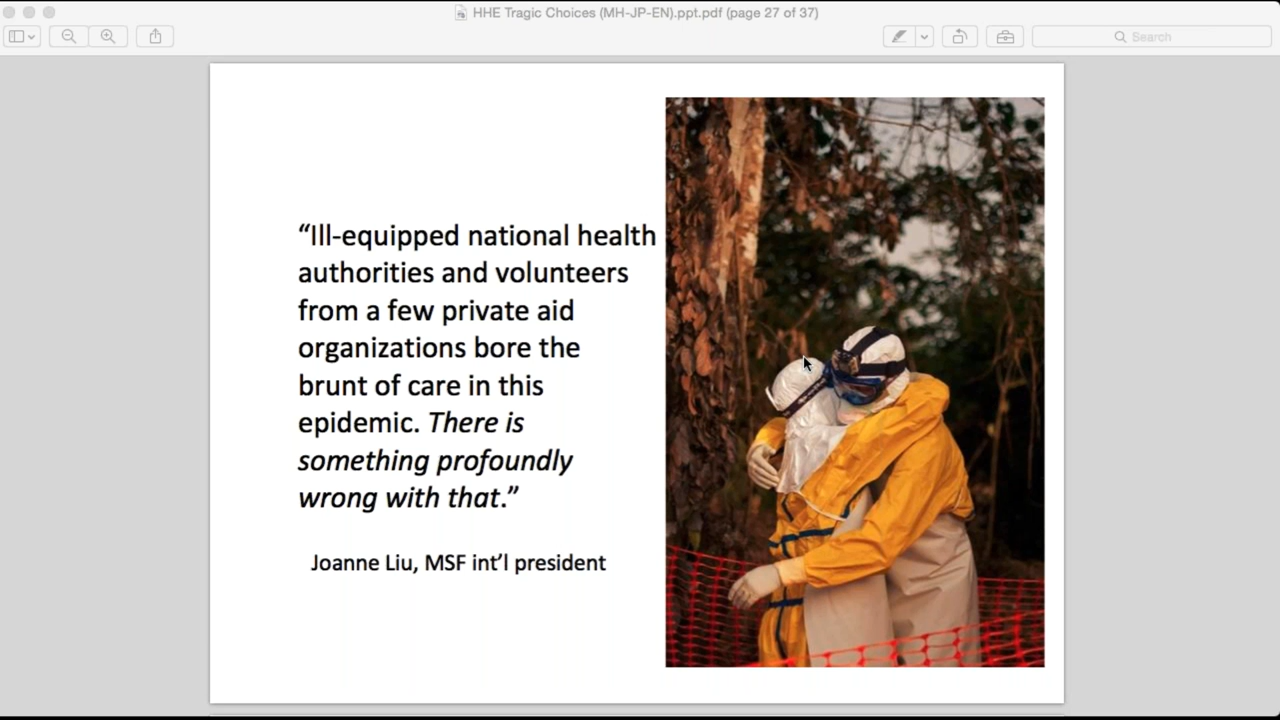 HHE Tragic Choices (MH-JP-EN).ppt.pdf (page 27 of 37)
Search
“Ill-equipped national health
authorities and volunteers
from a few private aid
organizations bore the
brunt of care in this
epidemic. There is
something profoundly
wrong with that.”
Joanne Liu, MSF int’l president